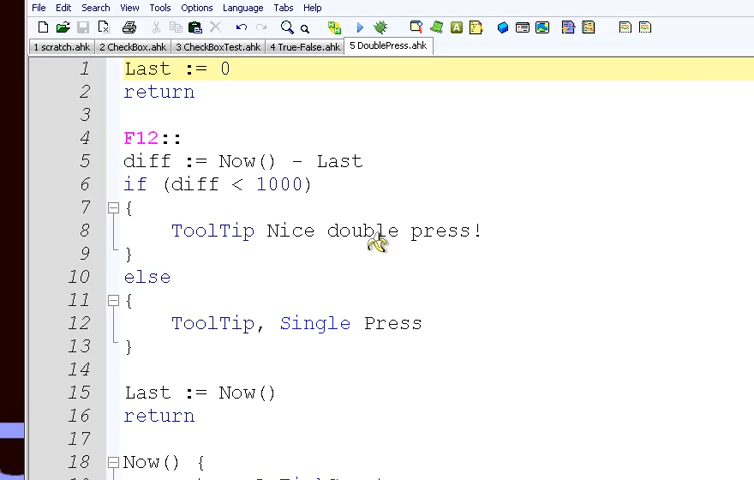 File Edit Search View Tools Options Language Tabs Help
1 scratch.ahk 2 CheckBox.ahk 3 CheckBoxTest.ahk 4 True-False.ahk 5 DoublePress.ahk
1 Last := 0
2 return
3
4 F12::
5 diff := Now() - Last
6 if (diff < 1000)
7 {
8 ToolTip Nice double press!
9 }
10 else
11 {
12 ToolTip, Single Press
13 }
14
15 Last := Now()
16 return
17
18 Now() {